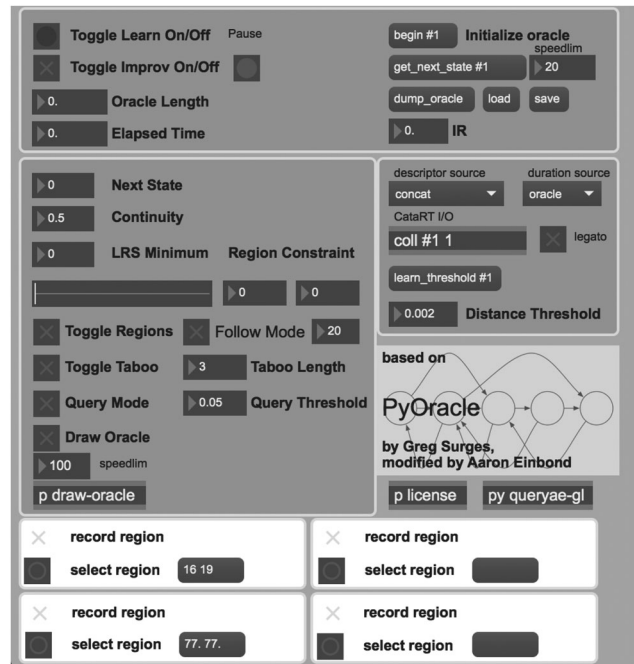 Toggle Learn On/Off Pause
Toggle Improv On/Off
0. Oracle Length
0. Elapsed Time
begin #1 Initialize oracle
speedlim
get_next_state #1 20
dump_oracle load save
0. IR
0 Next State
0.5 Continuity
0 LRS Minimum Region Constraint
0 0
Toggle Regions Follow Mode 20
Toggle Taboo 3 Taboo Length
Query Mode 0.05 Query Threshold
Draw Oracle
100 speedlim
p draw-oracle
descriptor source duration source
concat oracle
CataRT I/O
coll #1 1 legato
learn_threshold #1
0.002 Distance Threshold
based on
PyOracle
by Greg Surges,
modified by Aaron Einbond
p license py queryae-gl
record region
select region 16 19
record region
select region
record region
select region 77. 77.
record region
select region